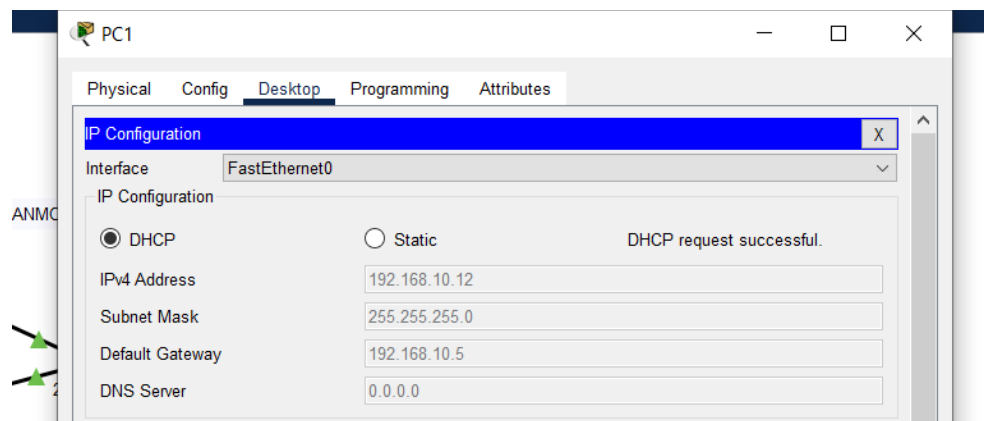 PC1
Physical Config Desktop Programming Attributes
IP Configuration X
Interface FastEthernet0
IP Configuration
ANMC
DHCP Static DHCP request successful.
IPv4 Address 192.168.10.12
Subnet Mask 255.255.255.0
Default Gateway 192.168.10.5
DNS Server 0.0.0.0